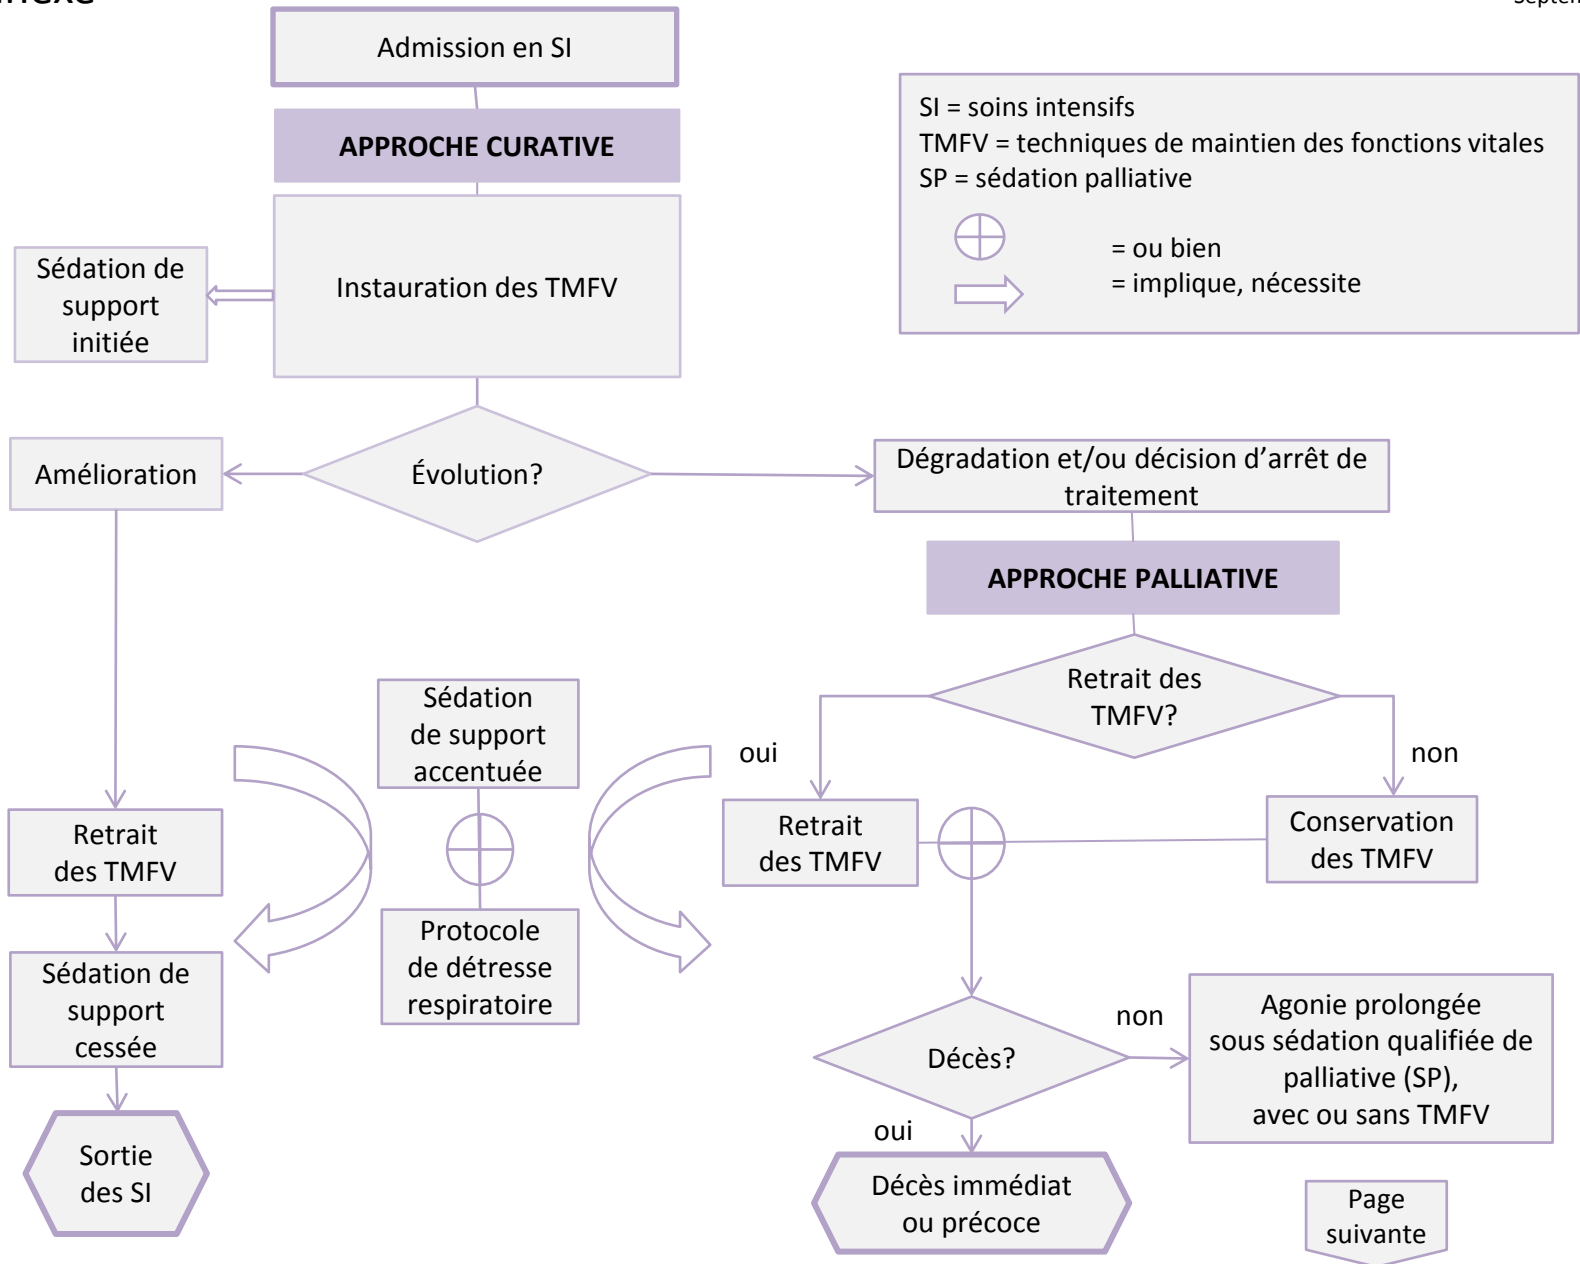 Admission en SI
APPROCHE CURATIVE
SI = soins intensifs
TMFV = techniques de maintien des fonctions vitales
SP = sédation palliative
= ou bien
= implique, nécessite
Sédation de
support
initiée
Instauration des TMFV
Amélioration
Évolution?
Dégradation et/ou décision d’arrêt de
traitement
APPROCHE PALLIATIVE
Retrait des
TMFV?
oui
non
Sédation
de support
accentuée
Retrait
des TMFV
Retrait
des TMFV
Conservation
des TMFV
Protocole
de détresse
respiratoire
Sédation de
support
cessée
Décès?
non
Agonie prolongée
sous sédation qualifiée de
palliative (SP),
avec ou sans TMFV
oui
Sortie
des SI
Décès immédiat
ou précoce
Page
suivante